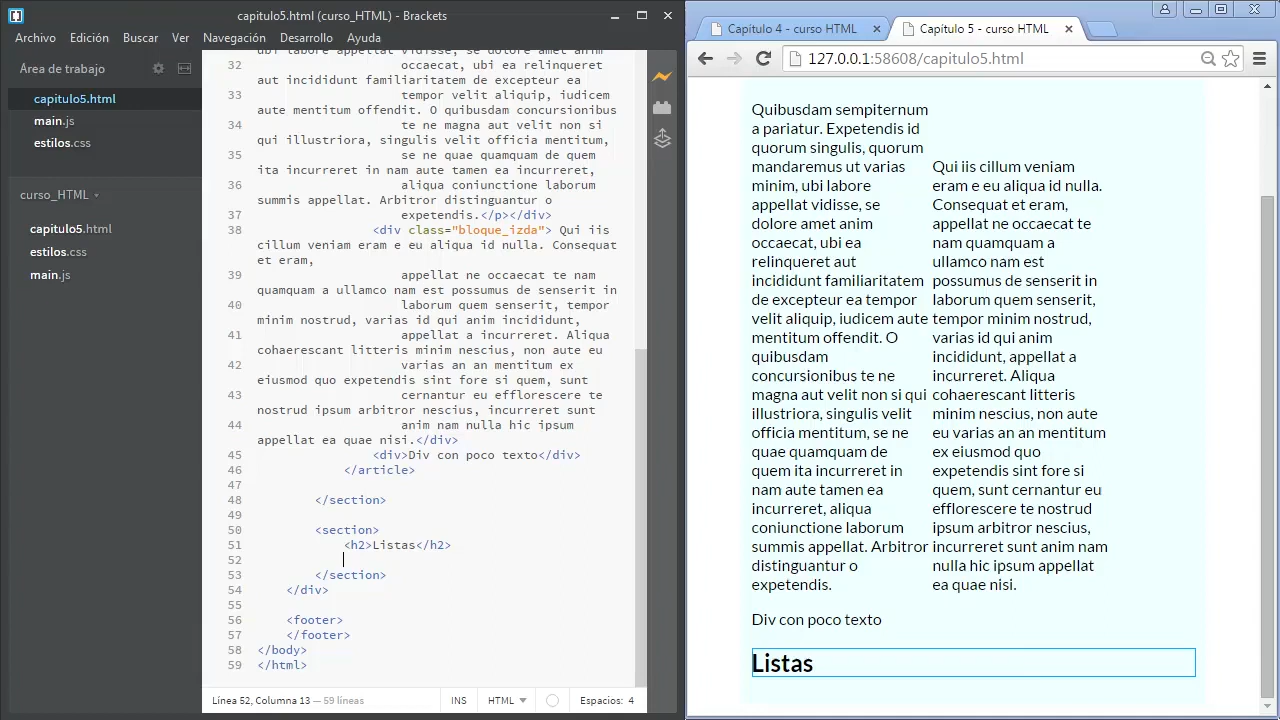 capitulo5.html (curso_HTML) - Brackets
Archivo Edición Buscar Ver Navegación Desarrollo Ayuda
Área de trabajo
capitulo5.html
main.js
estilos.css
curso_HTML
capitulo5.html
estilos.css
main.js
ubi labore appellat vidisse, se dolore amet anim
32 occaecat, ubi ea relinqueret
aut incididunt familiaritatem de excepteur ea
33 tempor velit aliquip, iudicem
aute mentitum offendit. O quibusdam concursionibus
34 te ne magna aut velit non si
qui illustriora, singulis velit officia mentitum,
35 se ne quae quamquam de quem
ita incurreret in nam aute tamen ea incurreret,
36 aliqua coniunctione laborum
summis appellat. Arbitror distinguantur o
37 expetendis.</p></div>
38 <div class="bloque_izda"> Qui iis
cillum veniam eram e eu aliqua id nulla. Consequat
et eram,
39 appellat ne occaecat te nam
quamquam a ullamco nam est possumus de senserit in
40 laborum quem senserit, tempor
minim nostrud, varias id qui anim incididunt,
41 appellat a incurreret. Aliqua
cohaerescant litteris minim nescius, non aute eu
42 varias an an mentitum ex
eiusmod quo expetendis sint fore si quem, sunt
43 cernantur eu efflorescere te
nostrud ipsum arbitror nescius, incurreret sunt
44 anim nam nulla hic ipsum
appellat ea quae nisi.</div>
45 <div>Div con poco texto</div>
46 </article>
47
48 </section>
49
50 <section>
51 <h2>Listas</h2>
52
53 </section>
54 </div>
55
56 <footer>
57 </footer>
58 </body>
59 </html>
Línea 52, Columna 13 — 59 líneas INS HTML Espacios: 4
Capítulo 4 - curso HTML
Capítulo 5 - curso HTML
127.0.0.1:58608/capitulo5.html
Quibusdam sempiternum
a pariatur. Expetendis id
quorum singulis, quorum
mandaremus ut varias
minim, ubi labore
appellat vidisse, se
dolore amet anim
occaecat, ubi ea
relinqueret aut
incididunt familiaritatem
de excepteur ea tempor
velit aliquip, iudicem aute
mentitum offendit. O
quibusdam
concursionibus te ne
magna aut velit non si qui
illustriora, singulis velit
officia mentitum, se ne
quae quamquam de
quem ita incurreret in
nam aute tamen ea
incurreret, aliqua
coniunctione laborum
summis appellat. Arbitror
distinguantur o
expetendis.
Qui iis cillum veniam
eram e eu aliqua id nulla.
Consequat et eram,
appellat ne occaecat te
nam quamquam a
ullamco nam est
possumus de senserit in
laborum quem senserit,
tempor minim nostrud,
varias id qui anim
incididunt, appellat a
incurreret. Aliqua
cohaerescant litteris
minim nescius, non aute
eu varias an an mentitum
ex eiusmod quo
expetendis sint fore si
quem, sunt cernantur eu
efflorescere te nostrud
ipsum arbitror nescius,
incurreret sunt anim nam
nulla hic ipsum appellat
ea quae nisi.
Div con poco texto
Listas